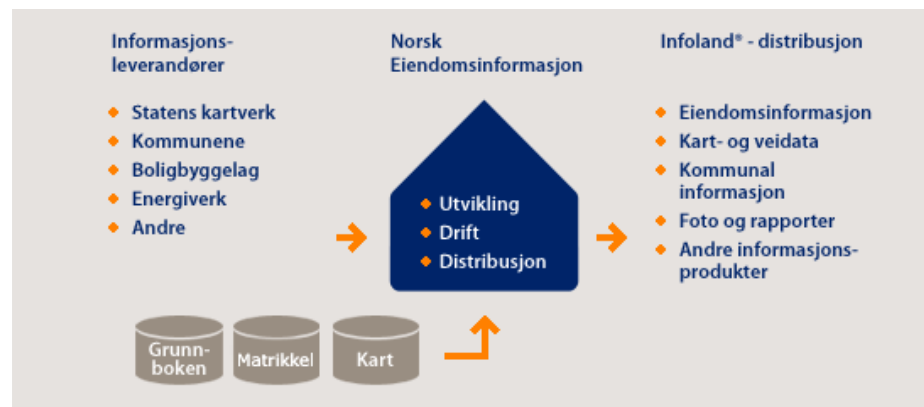 Informasjons-
leverandører
Statens kartverk
Kommunene
Boligbyggelag
Energiverk
Andre
Norsk
Eiendomsinformasjon
Utvikling
Drift
Distribusjon
Infoland® - distribusjon
Eiendomsinformasjon
Kart- og veidata
Kommunal
informasjon
Foto og rapporter
Andre informasjons-
produkter
Grunn-
boken
Matrikkel
Kart